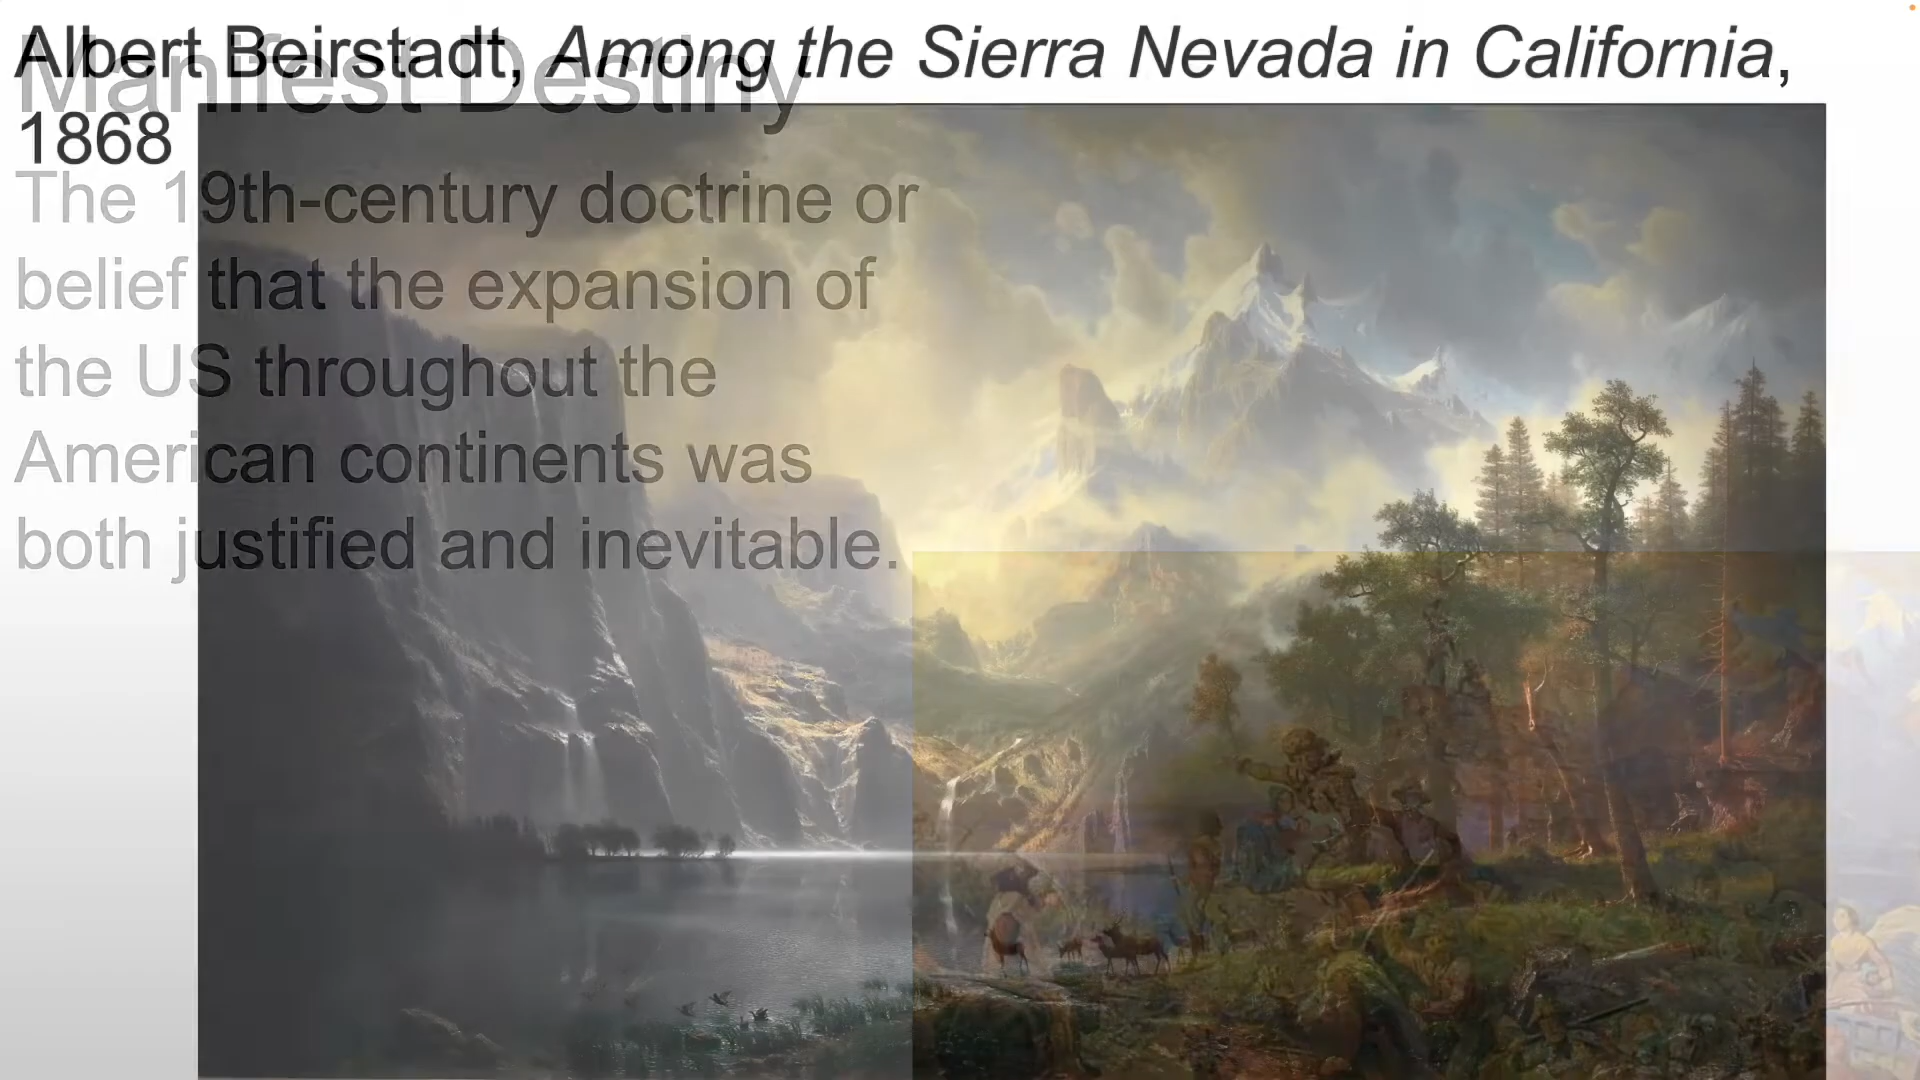 Albert Beirstadt, Among the Sierra Nevada in California,
1868
Manifest Destiny
The 19th-century doctrine or
belief that the expansion of
the US throughout the
American continents was
both justified and inevitable.